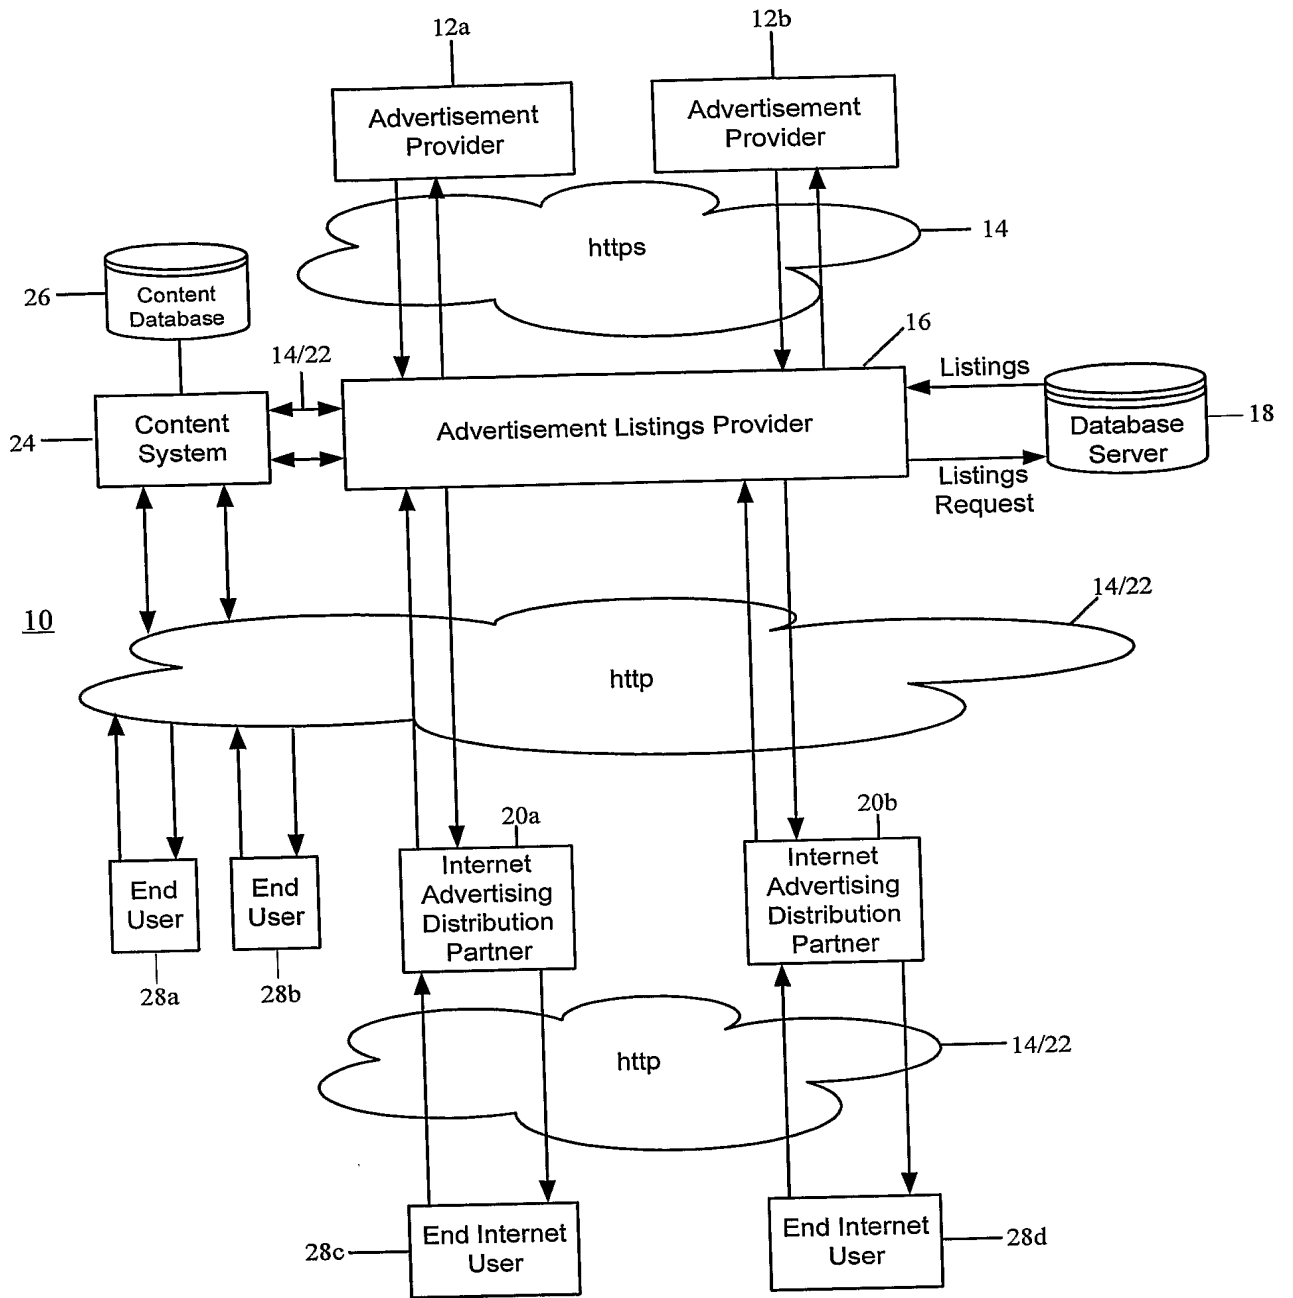 12a
12b
Advertisement
Provider
Advertisement
Provider
https
14
26
Content
Database
14/22
16
Listings
24
Content
System
Advertisement Listings Provider
Database
Server
18
Listings
Request
10
14/22
http
20a
20b
End
User
End
User
Internet
Advertising
Distribution
Partner
Internet
Advertising
Distribution
Partner
28a
28b
http
14/22
28c
End Internet
User
End Internet
User
28d